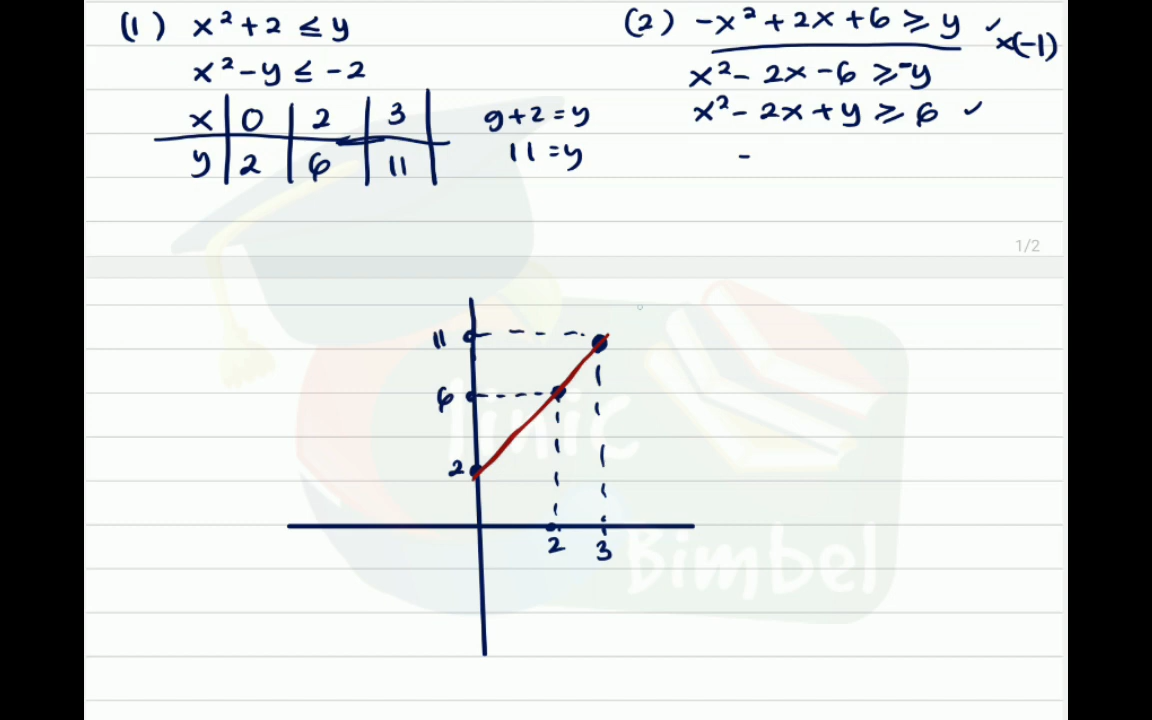 (1) x² + 2 ≤ y
x² - y ≤ -2
x | 0 | 2 | 3
y | 2 | 6 | 11
9 + 2 = y
11 = y
(2) -x² + 2x + 6 ≥ y ✓ x(-1)
x² - 2x - 6 ≥ -y
x² - 2x + y ≥ 6 ✓
-
1/2
11
6
2
2 3
linic
Bimbel